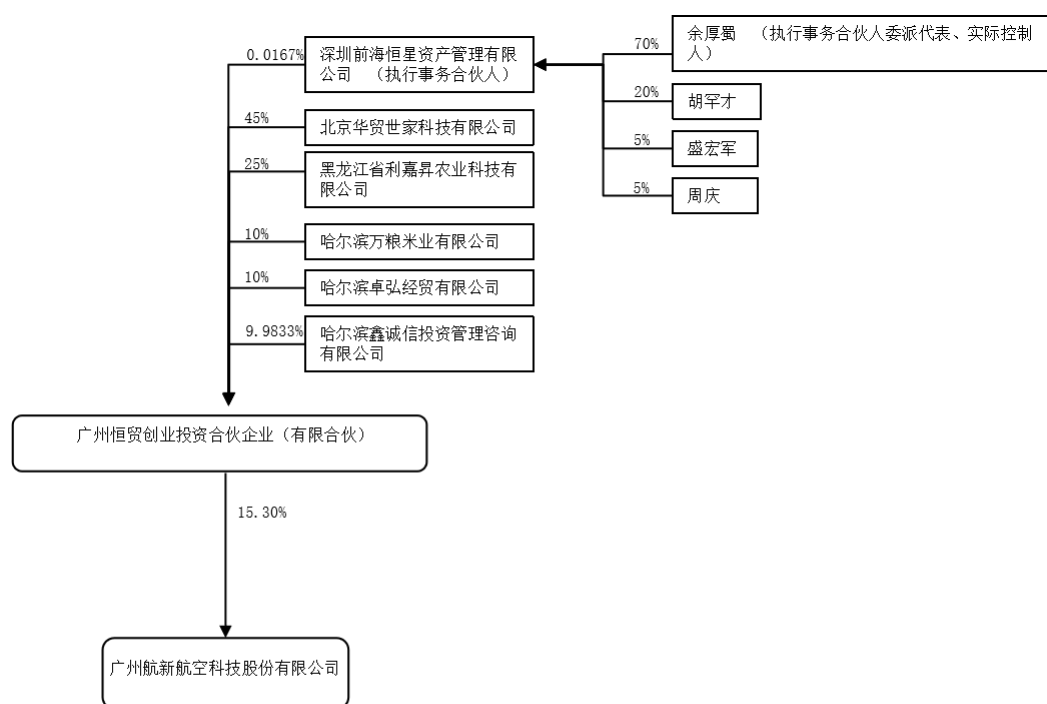 0.0167%
深圳前海恒星资产管理有限
公司 （执行事务合伙人）
70%
余厚蜀 （执行事务合伙人委派代表、实际控制
人）
20%
胡罕才
45%
北京华贸世家科技有限公司
5%
盛宏军
25%
黑龙江省利嘉昇农业科技有
限公司
5%
周庆
10%
哈尔滨万粮米业有限公司
10%
哈尔滨卓弘经贸有限公司
9.9833%
哈尔滨鑫诚信投资管理咨询
有限公司
广州恒贸创业投资合伙企业（有限合伙）
15.30%
广州航新航空科技股份有限公司